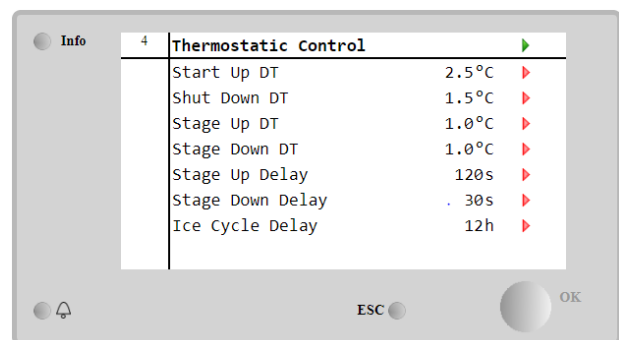 Info
4 Thermostatic Control
Start Up DT 2.5°C
Shut Down DT 1.5°C
Stage Up DT 1.0°C
Stage Down DT 1.0°C
Stage Up Delay 120s
Stage Down Delay . 30s
Ice Cycle Delay 12h
ESC
OK